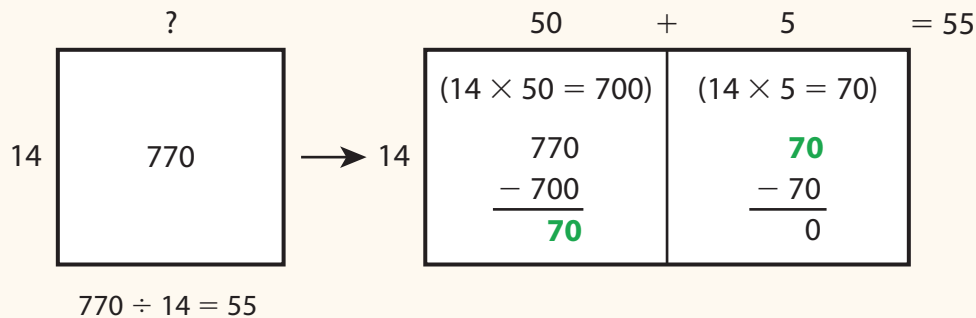 ?
50 + 5 = 55
(14 × 50 = 700) (14 × 5 = 70)
14 770 14 770 70
− 700 − 70
70 0
770 ÷ 14 = 55